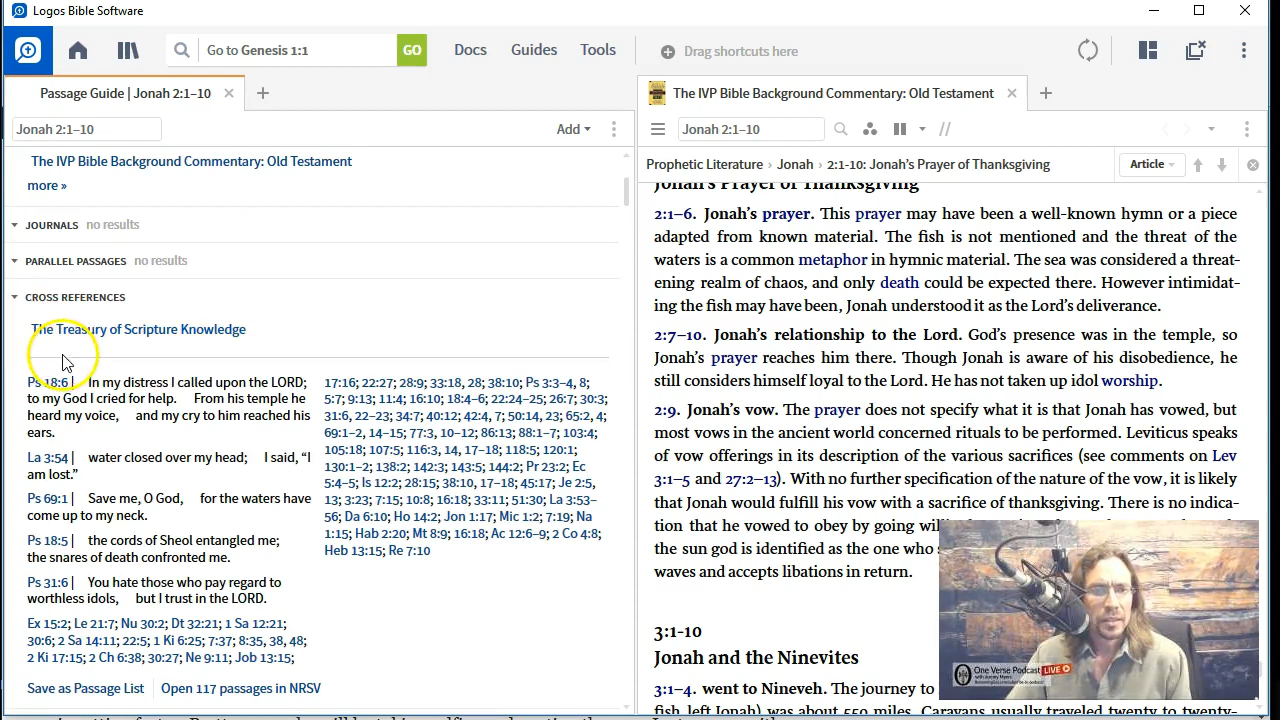 Logos Bible Software
Go to Genesis 1:1
GO
Docs
Guides
Tools
Drag shortcuts here
Passage Guide | Jonah 2:1–10
Jonah 2:1–10
Add
The IVP Bible Background Commentary: Old Testament
more »
JOURNALS no results
PARALLEL PASSAGES no results
CROSS REFERENCES
The Treasury of Scripture Knowledge
Ps 18:6 | In my distress I called upon the LORD;
to my God I cried for help. From his temple he
heard my voice, and my cry to him reached his
ears.
La 3:54 | water closed over my head; I said, “I
am lost.”
Ps 69:1 | Save me, O God, for the waters have
come up to my neck.
Ps 18:5 | the cords of Sheol entangled me;
the snares of death confronted me.
Ps 31:6 | You hate those who pay regard to
worthless idols, but I trust in the LORD.
Ex 15:2; Le 21:7; Nu 30:2; Dt 32:21; 1 Sa 12:21;
30:6; 2 Sa 14:11; 22:5; 1 Ki 6:25; 7:37; 8:35, 38, 48;
2 Ki 17:15; 2 Ch 6:38; 30:27; Ne 9:11; Job 13:15;
17:16; 22:27; 28:9; 33:18, 28; 38:10; Ps 3:3–4, 8;
5:7; 9:13; 11:4; 16:10; 18:4–6; 22:24–25; 26:7; 30:3;
31:6, 22–23; 34:7; 40:12; 42:4, 7; 50:14, 23; 65:2, 4;
69:1–2, 14–15; 77:3, 10–12; 86:13; 88:1–7; 103:4;
105:18; 107:5; 116:3, 14, 17–18; 118:5; 120:1;
130:1–2; 138:2; 142:3; 143:5; 144:2; Pr 23:2; Ec
5:4–5; Is 12:2; 28:15; 38:10, 17–18; 45:17; Je 2:5,
13; 3:23; 7:15; 10:8; 16:18; 33:11; 51:30; La 3:53–
56; Da 6:10; Ho 14:2; Jon 1:17; Mic 1:2; 7:19; Na
1:15; Hab 2:20; Mt 8:9; 16:18; Ac 12:6–9; 2 Co 4:8;
Heb 13:15; Re 7:10
Save as Passage List
Open 117 passages in NRSV
The IVP Bible Background Commentary: Old Testament
Jonah 2:1–10
Prophetic Literature › Jonah › 2:1-10: Jonah’s Prayer of Thanksgiving
Article
Jonah’s Prayer of Thanksgiving
2:1–6. Jonah’s prayer. This prayer may have been a well-known hymn or a piece
adapted from known material. The fish is not mentioned and the threat of the
waters is a common metaphor in hymnic material. The sea was considered a threat-
ening realm of chaos, and only death could be expected there. However intimidat-
ing the fish may have been, Jonah understood it as the Lord’s deliverance.
2:7–10. Jonah’s relationship to the Lord. God’s presence was in the temple, so
Jonah’s prayer reaches him there. Though Jonah is aware of his disobedience, he
still considers himself loyal to the Lord. He has not taken up idol worship.
2:9. Jonah’s vow. The prayer does not specify what it is that Jonah has vowed, but
most vows in the ancient world concerned rituals to be performed. Leviticus speaks
of vow offerings in its description of the various sacrifices (see comments on Lev
3:1–5 and 27:2–13). With no further specification of the nature of the vow, it is likely
that Jonah would fulfill his vow with a sacrifice of thanksgiving. There is no indica-
tion that he vowed to obey by going
the sun god is identified as the one who
waves and accepts libations in return.
3:1-10
Jonah and the Ninevites
3:1–4. went to Nineveh. The journey to
fish left Jonah) was about 550 miles. Caravans usually traveled twenty to twenty-
One Verse Podcast LIVE
with Jeremy Myers